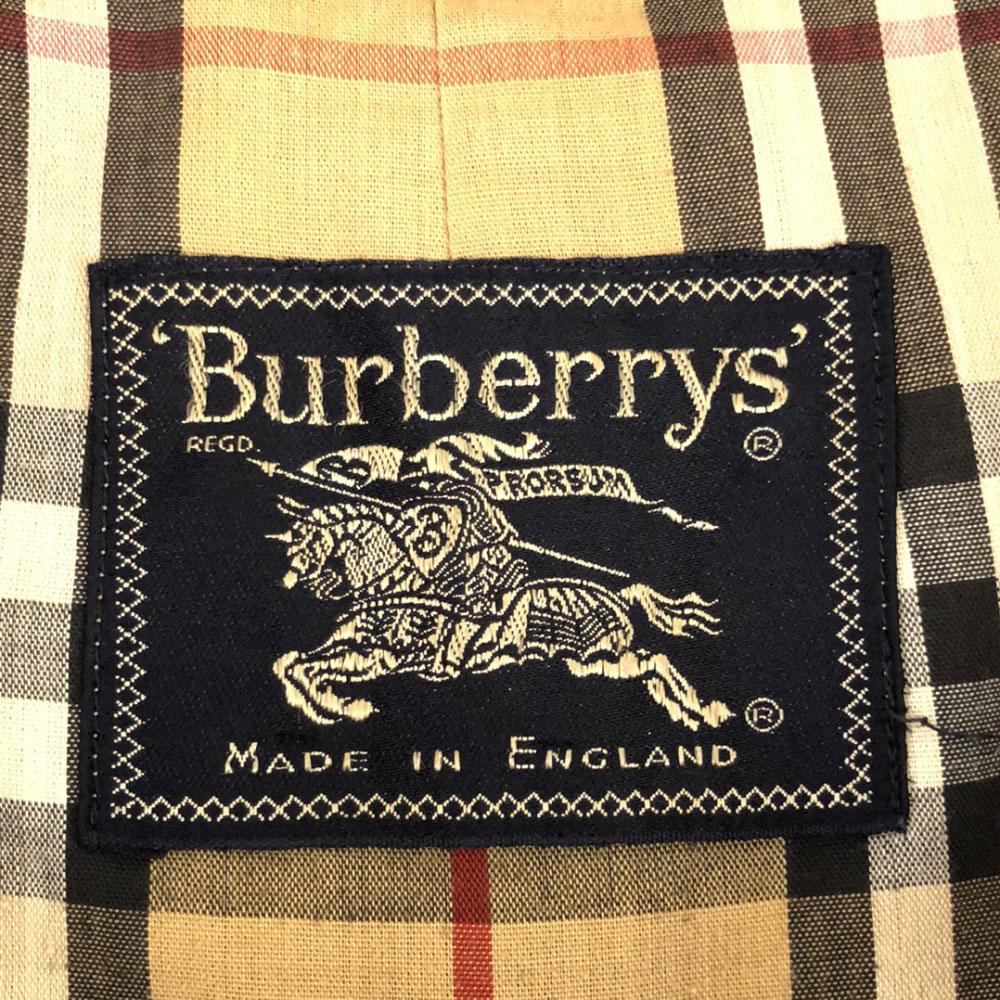 ‘Burberrys’
REGD. ®
PRORSUM
®
MADE IN ENGLAND